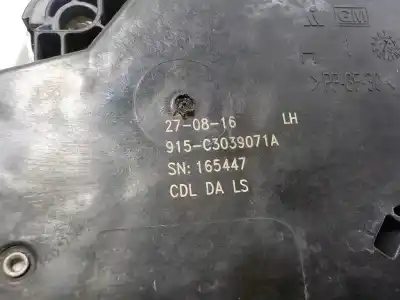 GM
27-08-16 LH
915-C3039071A
SN: 165447
CDL DA LS